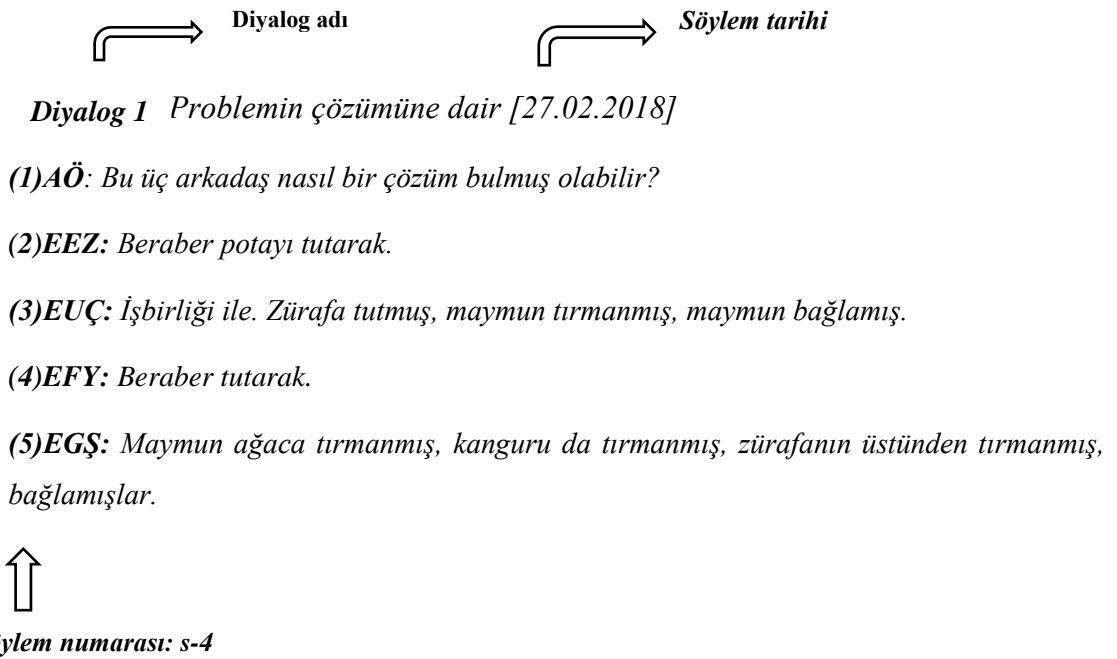 Diyalog adı
Söylem tarihi
Diyalog 1 Problemin çözümüne dair [27.02.2018]
(1)AÖ: Bu üç arkadaş nasıl bir çözüm bulmuş olabilir?
(2)EEZ: Beraber potayı tutarak.
(3)EUÇ: İşbirliği ile. Zürafa tutmuş, maymun tırmanmış, maymun bağlamış.
(4)EFY: Beraber tutarak.
(5)EGŞ: Maymun ağaca tırmanmış, kanguru da tırmanmış, zürafanın üstünden tırmanmış,
bağlamışlar.
numarası: s-4